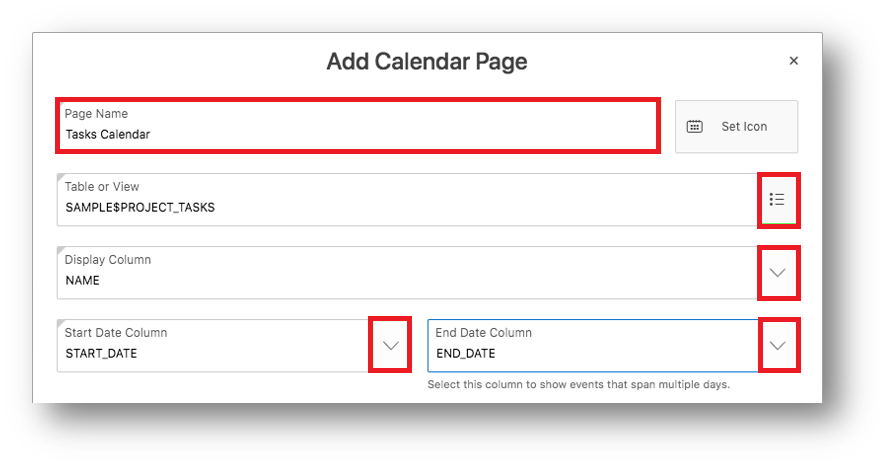 Add Calendar Page
Page Name
Tasks Calendar
Set Icon
Table or View
SAMPLE$PROJECT_TASKS
Display Column
NAME
Start Date Column
START_DATE
End Date Column
END_DATE
Select this column to show events that span multiple days.